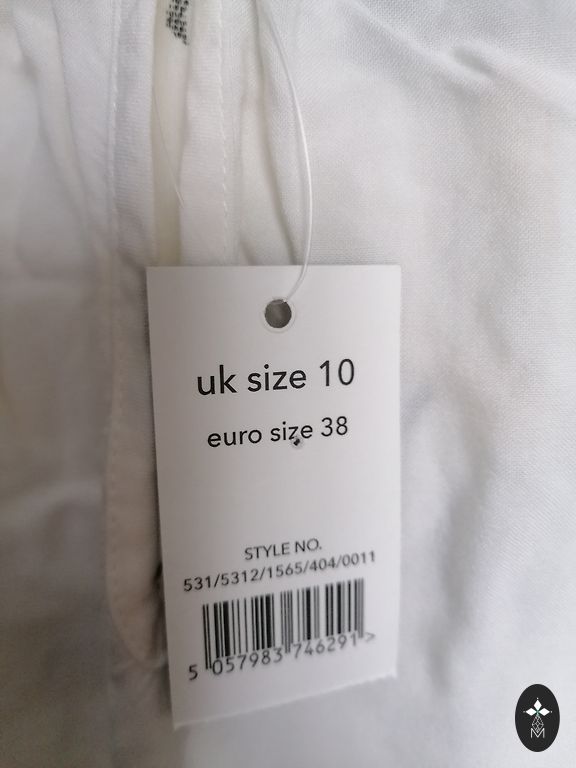 uk size 10
euro size 38
STYLE NO.
531/5312/1565/404/0011
5 057983 746291 >
M